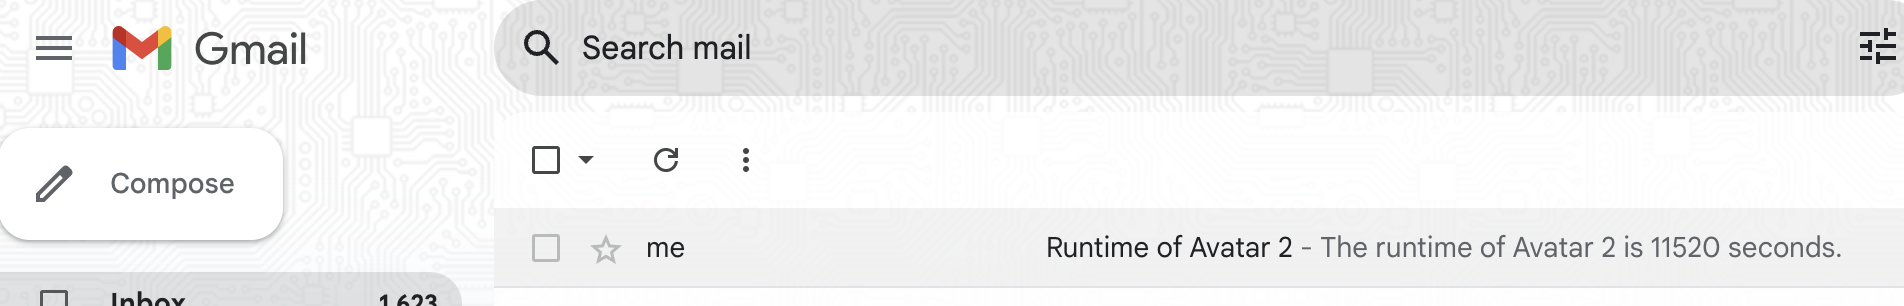 Gmail
Search mail
Compose
me
Runtime of Avatar 2 - The runtime of Avatar 2 is 11520 seconds.
Inbox 1,623